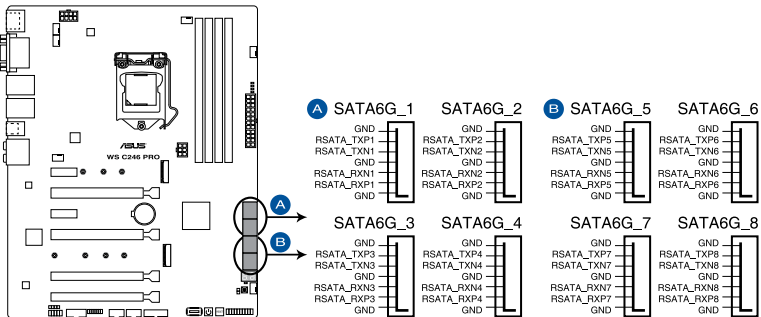 A SATA6G_1
GND
RSATA_TXP1
RSATA_TXN1
GND
RSATA_RXN1
RSATA_RXP1
GND
SATA6G_2
GND
RSATA_TXP2
RSATA_TXN2
GND
RSATA_RXN2
RSATA_RXP2
GND
B SATA6G_5
GND
RSATA_TXP5
RSATA_TXN5
GND
RSATA_RXN5
RSATA_RXP5
GND
SATA6G_6
GND
RSATA_TXP6
RSATA_TXN6
GND
RSATA_RXN6
RSATA_RXP6
GND
ASUS
WS C246 PRO
A
B
SATA6G_3
GND
RSATA_TXP3
RSATA_TXN3
GND
RSATA_RXN3
RSATA_RXP3
GND
SATA6G_4
GND
RSATA_TXP4
RSATA_TXN4
GND
RSATA_RXN4
RSATA_RXP4
GND
SATA6G_7
GND
RSATA_TXP7
RSATA_TXN7
GND
RSATA_RXN7
RSATA_RXP7
GND
SATA6G_8
GND
RSATA_TXP8
RSATA_TXN8
GND
RSATA_RXN8
RSATA_RXP8
GND